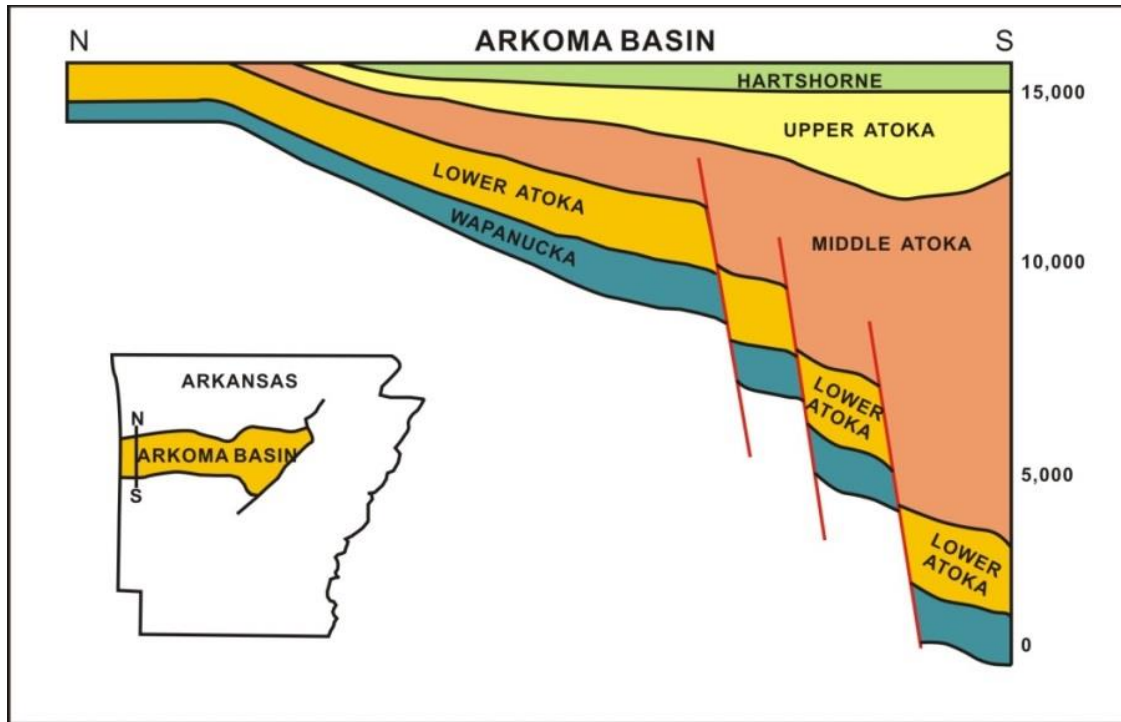 N
ARKOMA BASIN
S
HARTSHORNE
15,000
UPPER ATOKA
LOWER ATOKA
WAPANUCKA
MIDDLE ATOKA
10,000
ARKANSAS
LOWER
ATOKA
N
ARKOMA BASIN
S
5,000
LOWER
ATOKA
0